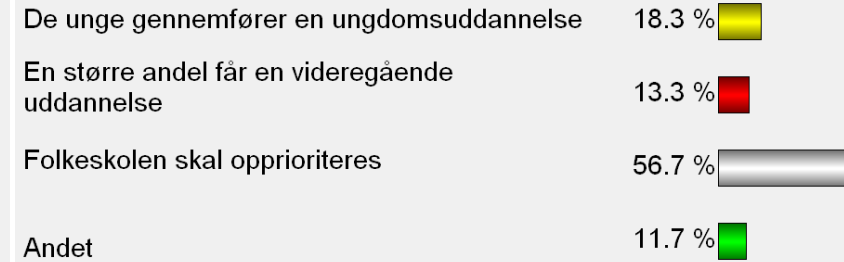 De unge gennemfører en ungdomsuddannelse 18.3 %
En større andel får en videregående
uddannelse 13.3 %
Folkeskolen skal opprioriteres 56.7 %
Andet 11.7 %